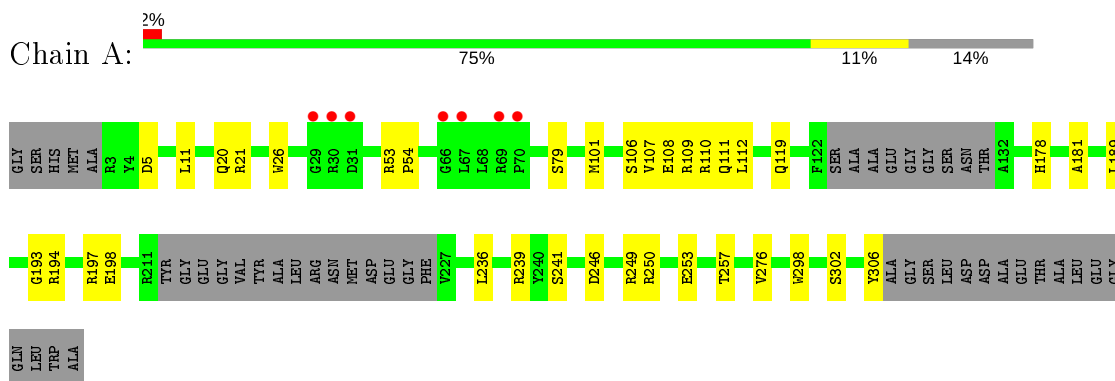 2%
Chain A:
75% 11% 14%
GLY SER HIS MET ALA R3 Y4 D5 L11 Q20 R21 W26 G29 R30 D31 R53 P54 G66 L67 L68 R69 P70 S79 M101 S106 V107 E108 R109 R110 Q111 L112 Q119 F122 SER ALA ALA GLU GLY GLY SER ASN THR A132 H178 A181 L189
G193 R194 R197 E198 R211 TYR GLY GLU GLY VAL TYR ALA LEU ARG ASN MET ASP GLU GLY PHE V227 L236 R239 Y240 S241 D246 R249 R250 E253 T257 V276 W298 S302 Y306 ALA GLY SER LEU ASP ASP ALA GLU THR ALA LEU GLU GLY
GLN LEU TRP ALA